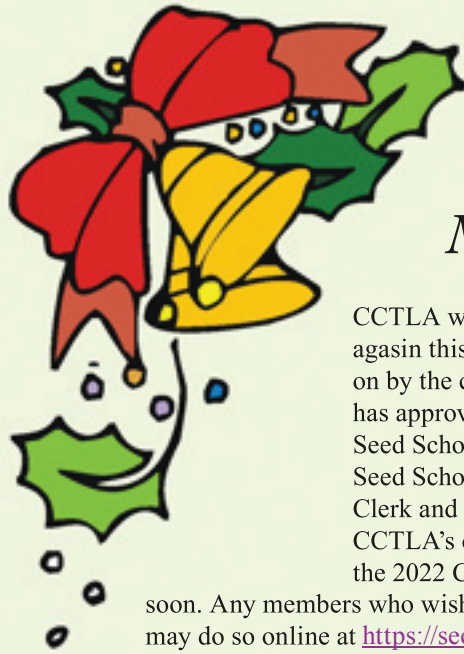 CCTLA w
agasin this
on by the
has approv
Seed Scho
Seed Scho
Clerk and
CCTLA's
the 2022
soon. Any members who wish
may do so online at https://sec